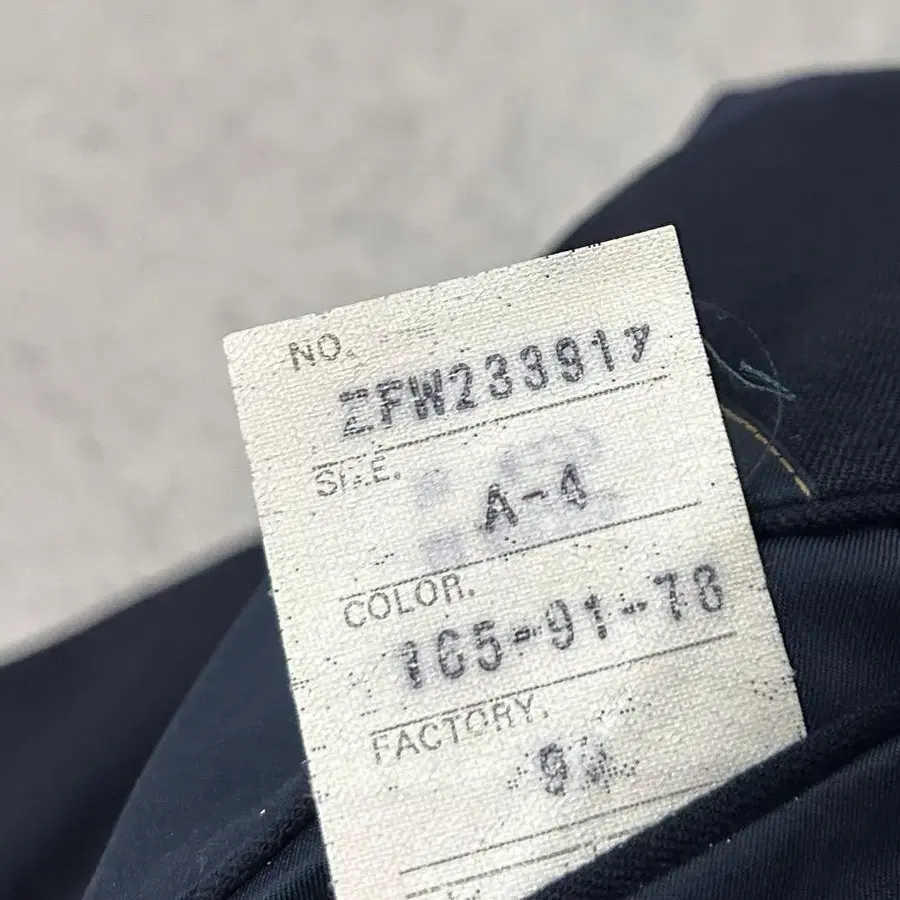 NO.
ZFW233917
SIZE.
A-4
COLOR.
165-91-78
FACTORY.